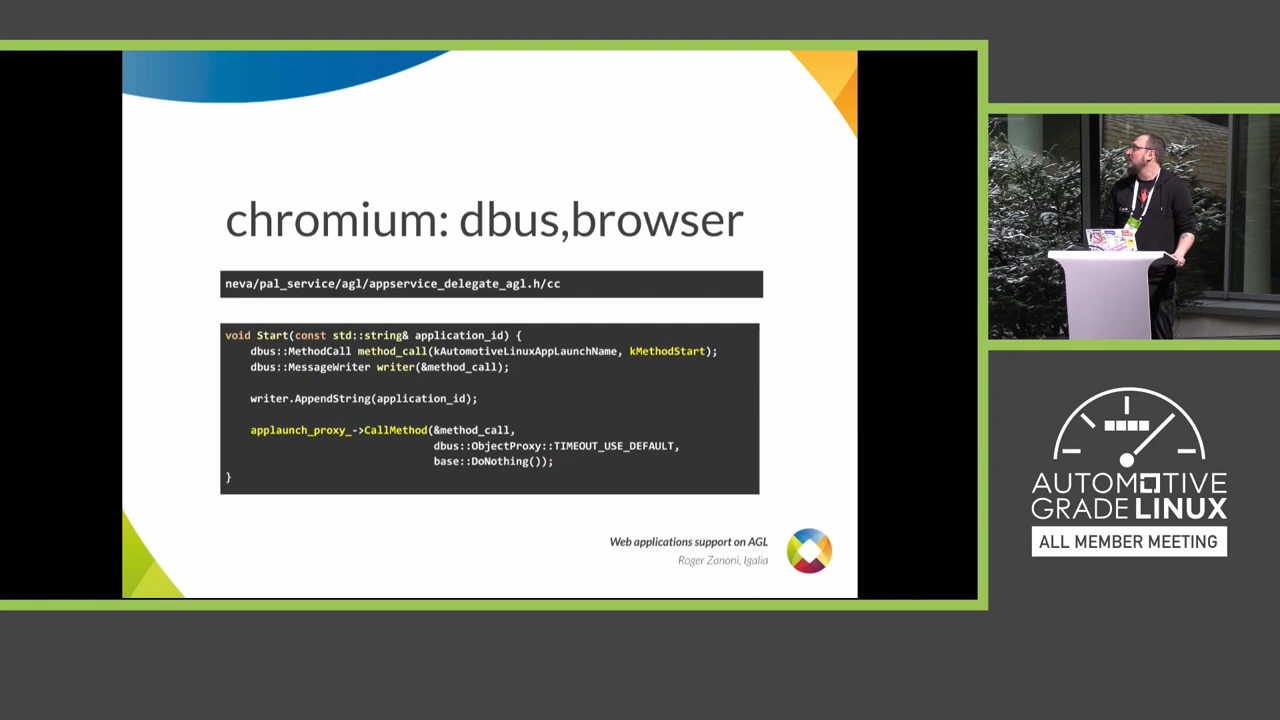 chromium: dbus,browser
neva/pal_service/agl/appservice_delegate_agl.h/cc
void Start(const std::string& application_id) {
    dbus::MethodCall method_call(kAutomotiveLinuxAppLaunchName, kMethodStart);
    dbus::MessageWriter writer(&method_call);
    writer.AppendString(application_id);
    applaunch_proxy_->CallMethod(&method_call,
                                 dbus::ObjectProxy::TIMEOUT_USE_DEFAULT,
                                 base::DoNothing());
}
Web applications support on AGL
Roger Zanoni, Igalia
AUTOMOTIVE
GRADE LINUX
ALL MEMBER MEETING